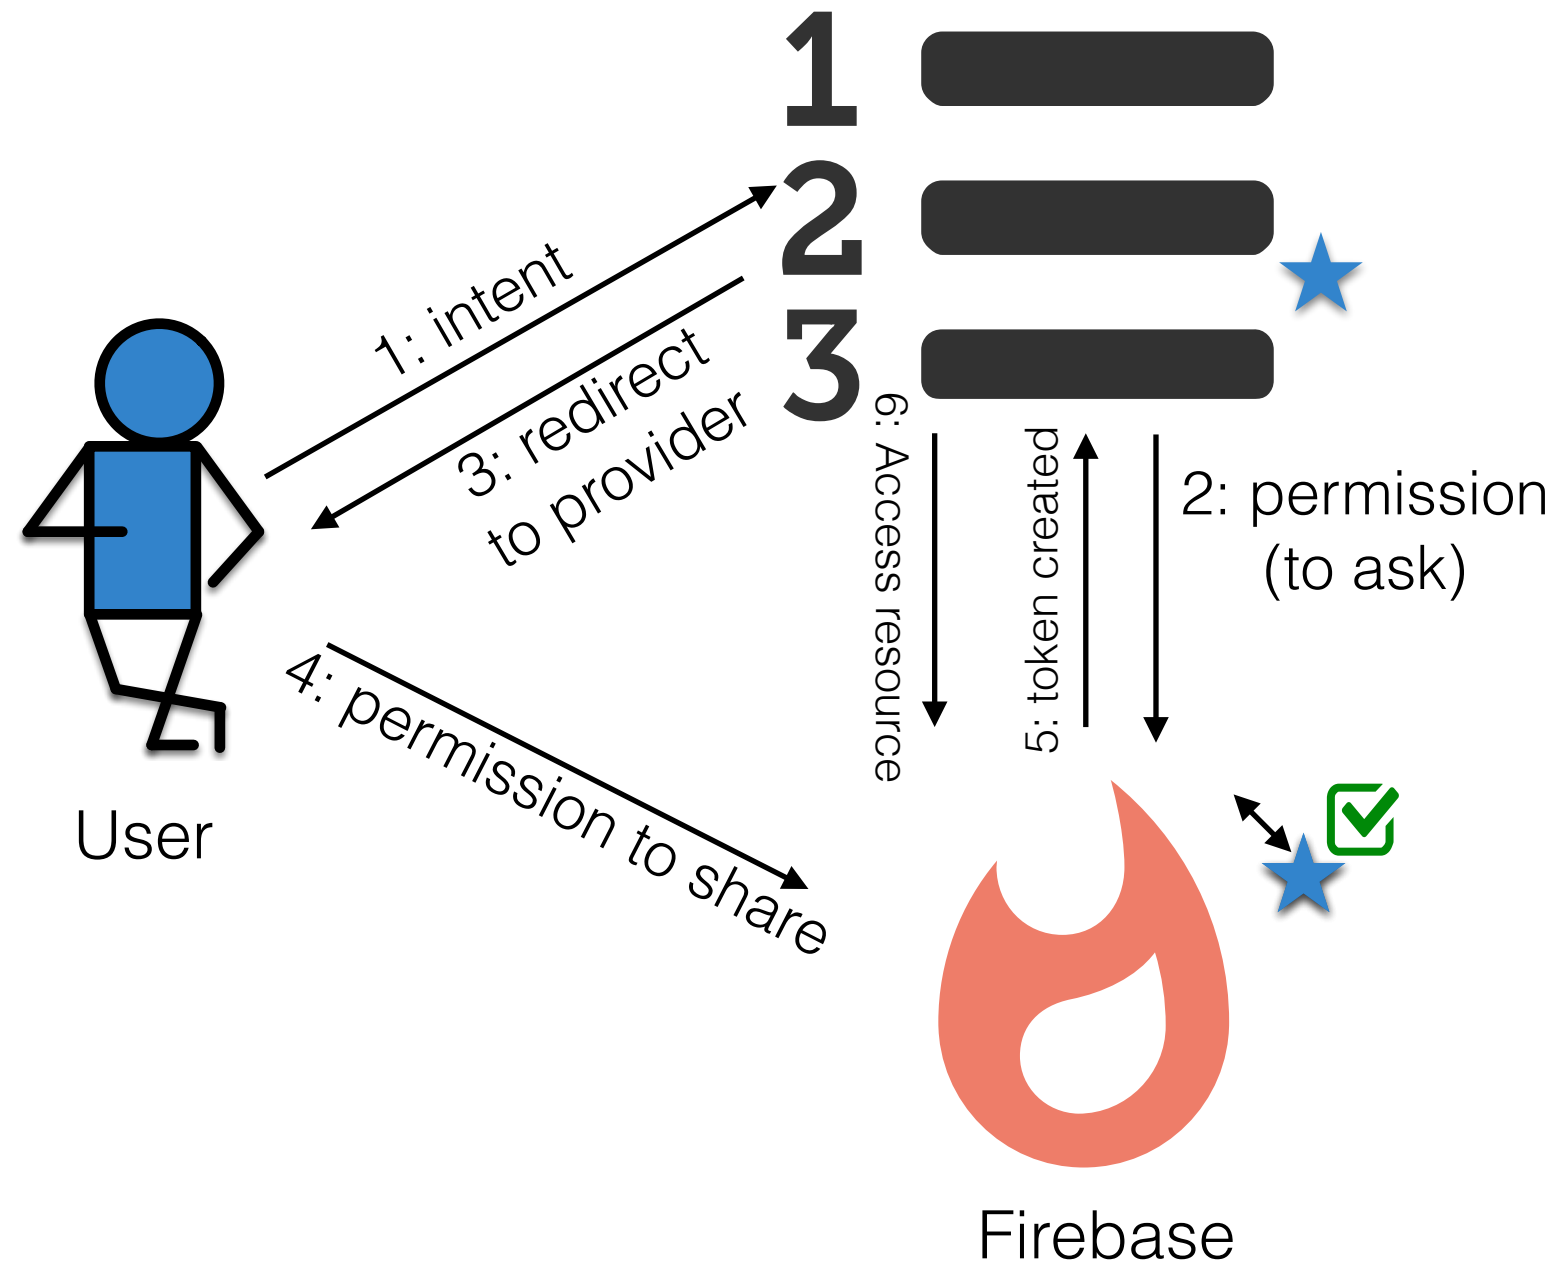 1
2
3
1: intent
3: redirect
to provider
6: Access resource
5: token created
2: permission
(to ask)
4: permission to share
User
Firebase